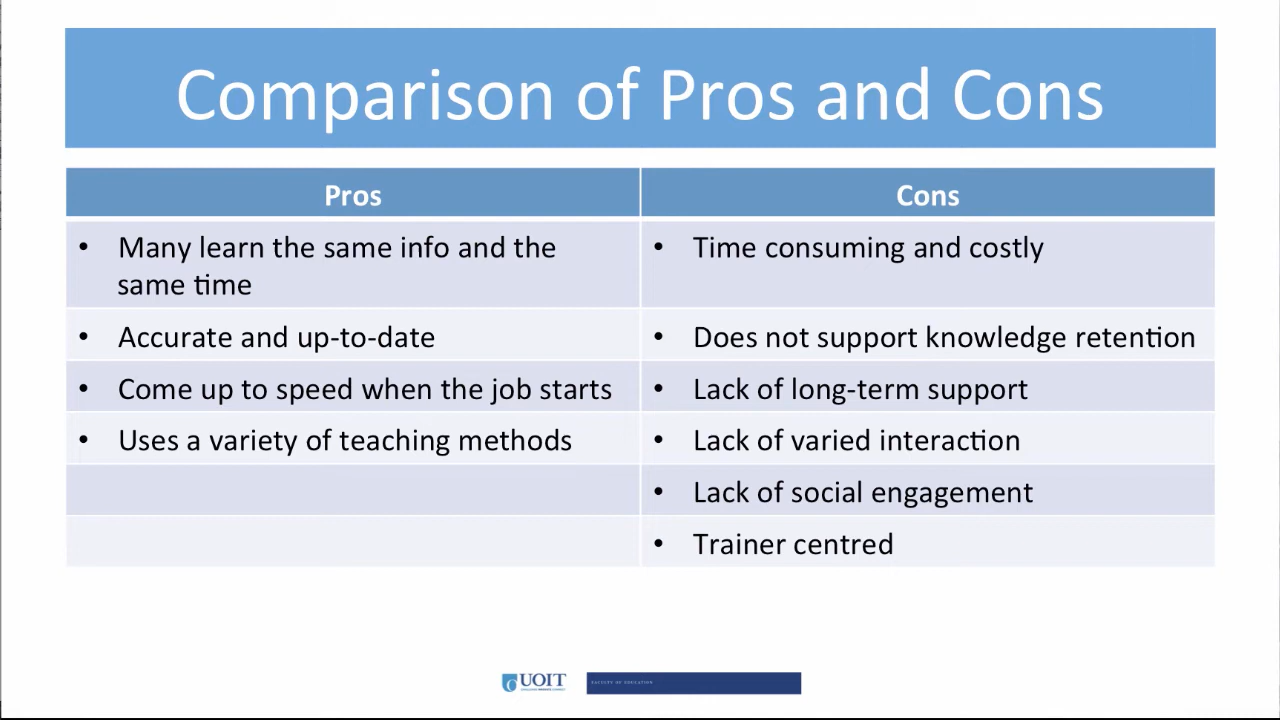 Comparison of Pros and Cons
Pros
Cons
• Many learn the same info and the
same time
• Time consuming and costly
• Accurate and up-to-date
• Does not support knowledge retention
• Come up to speed when the job starts
• Lack of long-term support
• Uses a variety of teaching methods
• Lack of varied interaction
• Lack of social engagement
• Trainer centred
UOIT
FACULTY OF EDUCATION